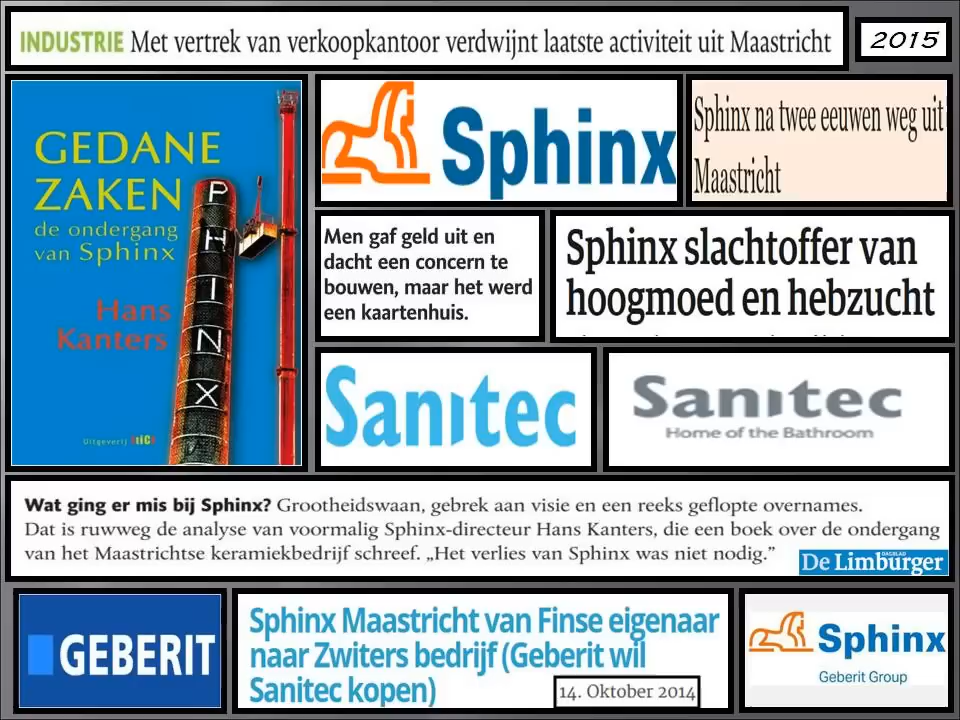 INDUSTRIE Met vertrek van verkoopkantoor verdwijnt laatste activiteit uit Maastricht
2015
GEDANE
ZAKEN
de ondergang
van Sphinx
Hans
Kanters
PHINX
Uitgeverij
Sphinx
Sphinx na twee eeuwen weg uit
Maastricht
Men gaf geld uit en
dacht een concern te
bouwen, maar het werd
een kaartenhuis.
Sphinx slachtoffer van
hoogmoed en hebzucht
Sanitec
Sanitec
Home of the Bathroom
Wat ging er mis bij Sphinx? Grootheidswaan, gebrek aan visie en een reeks geflopte overnames.
Dat is ruwweg de analyse van voormalig Sphinx-directeur Hans Kanters, die een boek over de ondergang
van het Maastrichtse keramiekbedrijf schreef. „Het verlies van Sphinx was niet nodig.”
DAGBLAD
De Limburger
GEBERIT
Sphinx Maastricht van Finse eigenaar
naar Zwiters bedrijf (Geberit wil
Sanitec kopen)
14. Oktober 2014
Sphinx
Geberit Group